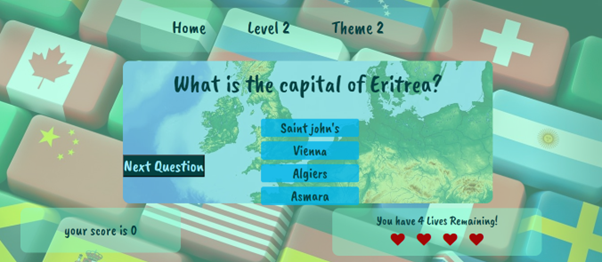 Home Level 2 Theme 2
What is the capital of Eritrea?
Saint john's
Vienna
Algiers
Asmara
Next Question
your score is 0
You have 4 Lives Remaining!